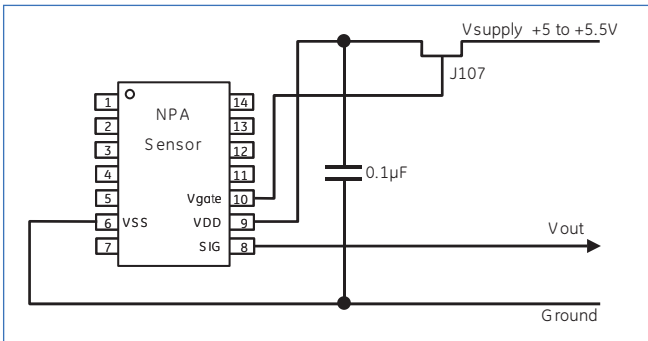 Vsupply +5 to +5.5V
J107
NPA
Sensor
1
14
2
13
3
12
4
11
5
Vgate 10
6 VSS
VDD 9
7
SIG 8
0.1µF
Vout
Ground